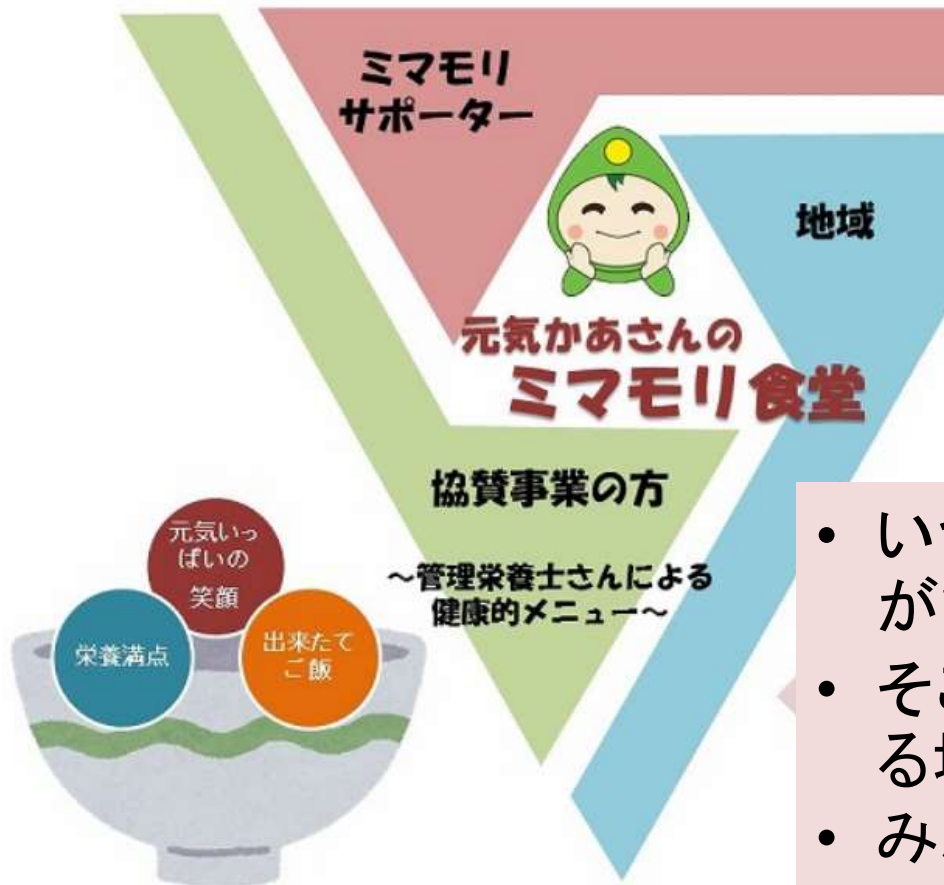 ミマモリ
サポーター
地域
元気かあさんの
ミマモリ食堂
協賛事業の方
～管理栄養士さんによる
健康的メニュー～
元気いっ
ぱいの
笑顔
栄養満点
出来たて
ご飯
• い
が
• そ
る
• み